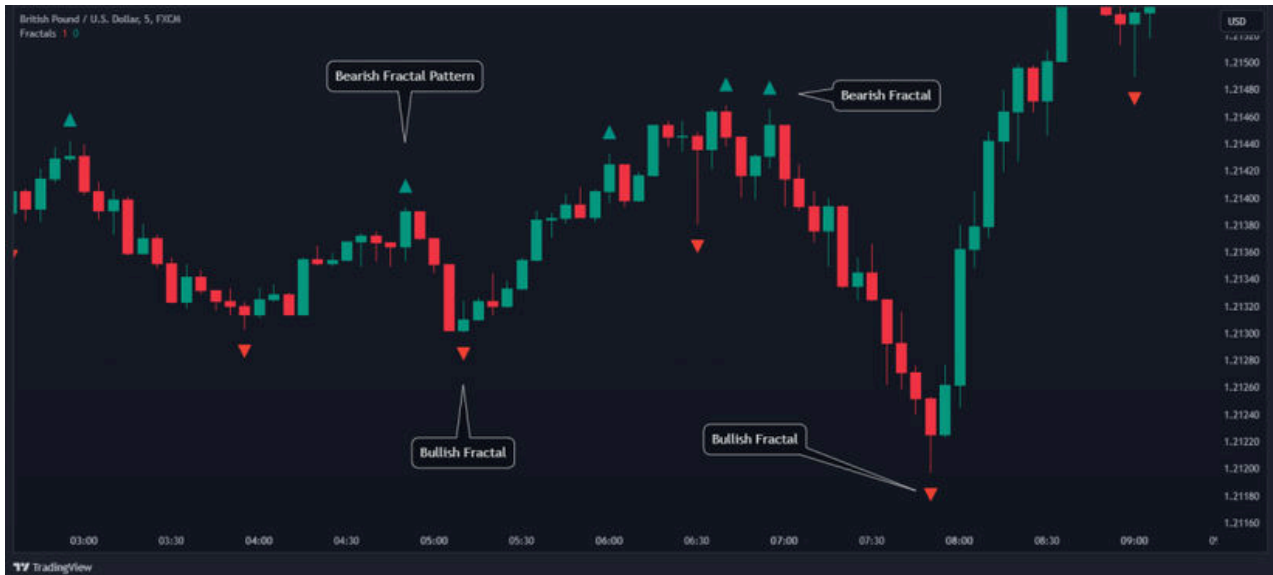 British Pound / U.S. Dollar, 5, FXCM
Fractals 1 0
USD
Bearish Fractal Pattern
Bearish Fractal
Bullish Fractal
Bullish Fractal
1.21500
1.21480
1.21460
1.21440
1.21420
1.21400
1.21380
1.21360
1.21340
1.21320
1.21300
1.21280
1.21260
1.21240
1.21220
1.21200
1.21180
1.21160
03:00 03:30 04:00 04:30 05:00 05:30 06:00 06:30 07:00 07:30 08:00 08:30 09:00
TradingView